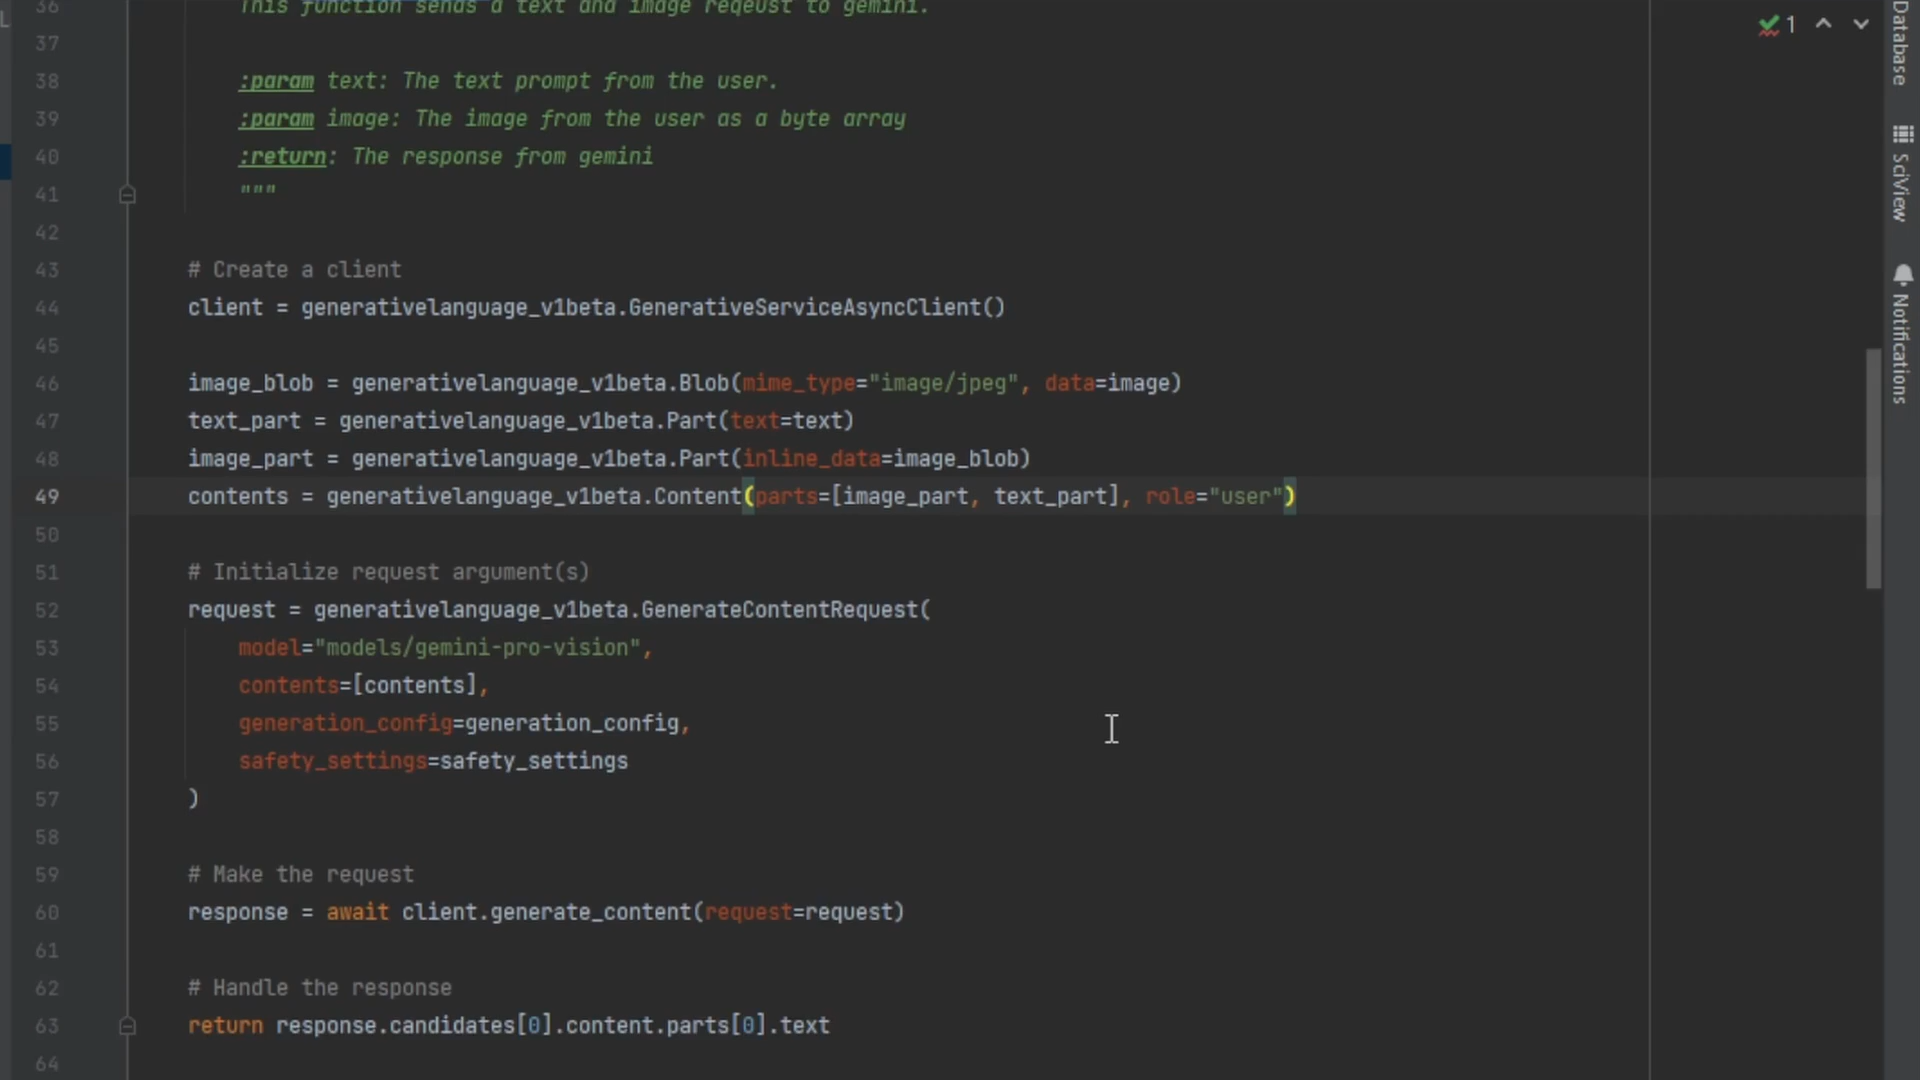 36 This function sends a text and image reqeust to gemini.
37
38 :param text: The text prompt from the user.
39 :param image: The image from the user as a byte array
40 :return: The response from gemini
41 """
42
43 # Create a client
44 client = generativelanguage_v1beta.GenerativeServiceAsyncClient()
45
46 image_blob = generativelanguage_v1beta.Blob(mime_type="image/jpeg", data=image)
47 text_part = generativelanguage_v1beta.Part(text=text)
48 image_part = generativelanguage_v1beta.Part(inline_data=image_blob)
49 contents = generativelanguage_v1beta.Content(parts=[image_part, text_part], role="user")
50
51 # Initialize request argument(s)
52 request = generativelanguage_v1beta.GenerateContentRequest(
53 model="models/gemini-pro-vision",
54 contents=[contents],
55 generation_config=generation_config,
56 safety_settings=safety_settings
57 )
58
59 # Make the request
60 response = await client.generate_content(request=request)
61
62 # Handle the response
63 return response.candidates[0].content.parts[0].text
64
1
Database
SciView
Notifications